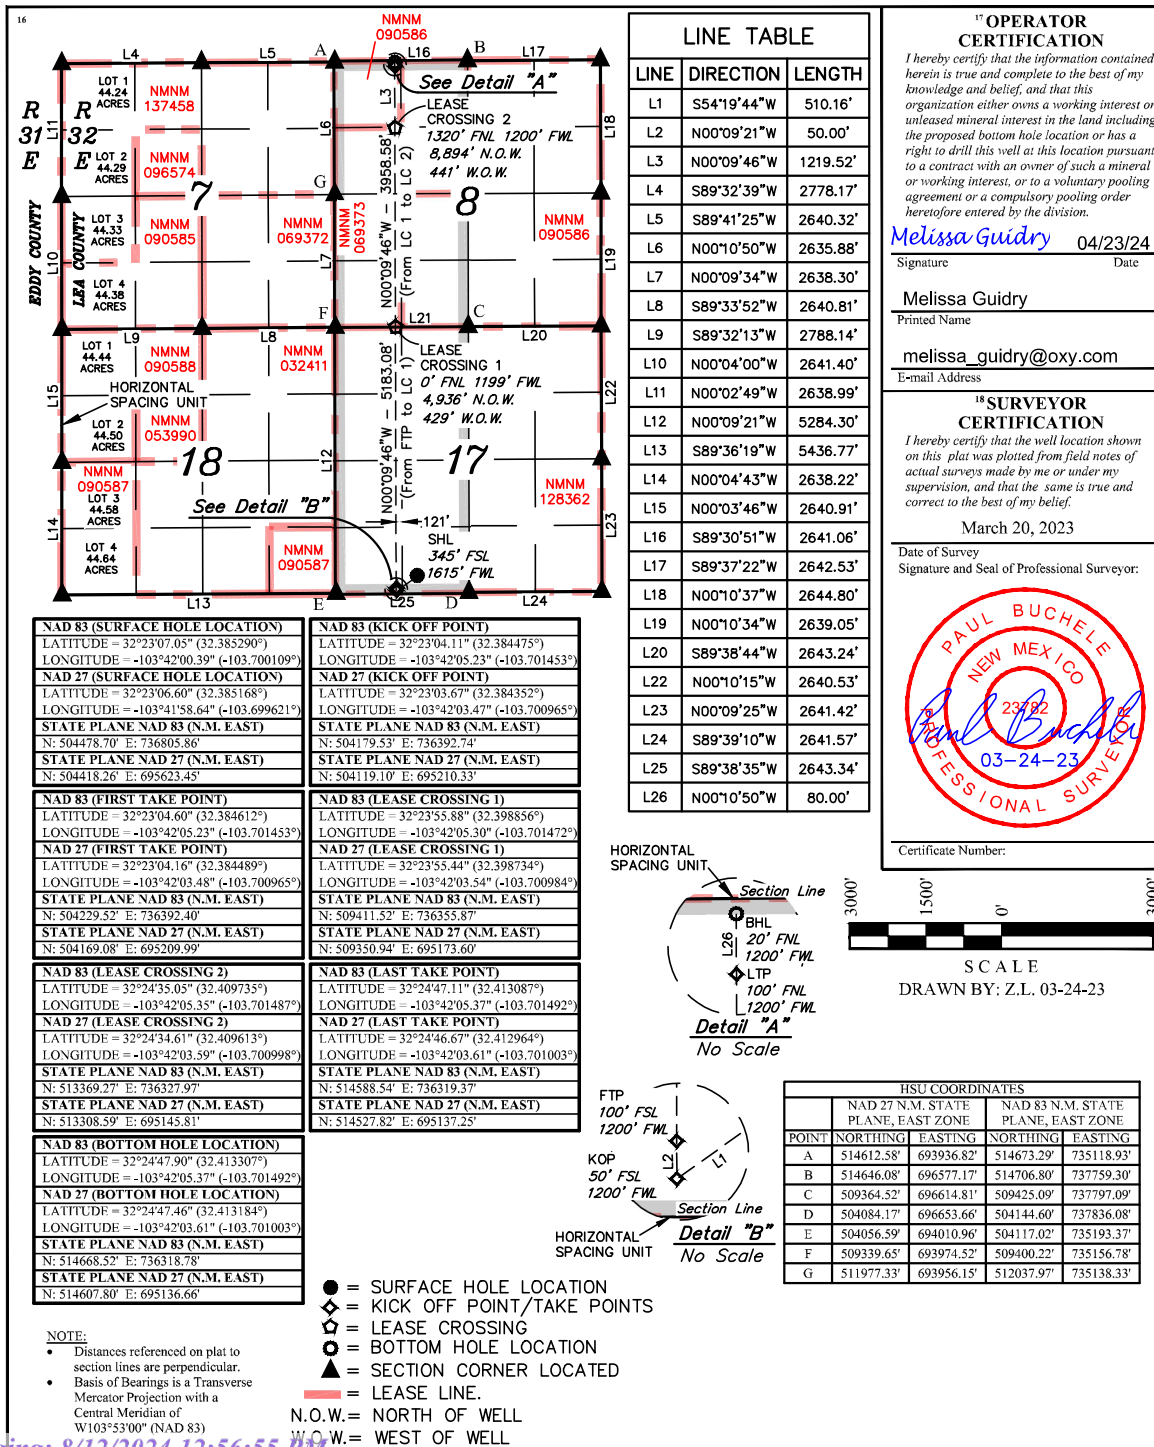 16
NMNM
090586
L4
L5
A
L16
B
L17
See Detail "A"
LOT 1
44.24
ACRES
NMNM
137458
L3
LEASE
CROSSING 2
1320' FNL 1200' FWL
8,894' N.O.W.
441' W.O.W.
R R
31 32
E E
L11
L6
L18
LOT 2
44.29
ACRES
NMNM
096574
7
G
8
LOT 3
44.33
ACRES
NMNM
090585
NMNM
069372
NMNM
069373
N00°09'46"W - 3958.58'
(From LC 1 to LC 2)
NMNM
090586
EDDY COUNTY
LEA COUNTY
L10
L7
L19
LOT 4
44.38
ACRES
F
L21
C
L9
L8
L20
LOT 1
44.44
ACRES
NMNM
090588
NMNM
032411
LEASE
CROSSING 1
0' FNL 1199' FWL
4,936' N.O.W.
429' W.O.W.
HORIZONTAL
SPACING UNIT
L15
L22
LOT 2
44.50
ACRES
NMNM
053990
N00°09'46"W - 5183.08'
(From FTP to LC 1)
L12
18
17
NMNM
090587
LOT 3
44.58
ACRES
See Detail "B"
NMNM
128362
L14
L23
121'
SHL
345' FSL
1615' FWL
LOT 4
44.64
ACRES
NMNM
090587
L13
E
L25
D
L24
LINE TABLE
LINE DIRECTION LENGTH
L1 S54°19'44"W 510.16'
L2 N00°09'21"W 50.00'
L3 N00°09'46"W 1219.52'
L4 S89°32'39"W 2778.17'
L5 S89°41'25"W 2640.32'
L6 N00°10'50"W 2635.88'
L7 N00°09'34"W 2638.30'
L8 S89°33'52"W 2640.81'
L9 S89°32'13"W 2788.14'
L10 N00°04'00"W 2641.40'
L11 N00°02'49"W 2638.99'
L12 N00°09'21"W 5284.30'
L13 S89°36'19"W 5436.77'
L14 N00°04'43"W 2638.22'
L15 N00°03'46"W 2640.91'
L16 S89°30'51"W 2641.06'
L17 S89°37'22"W 2642.53'
L18 N00°10'37"W 2644.80'
L19 N00°10'34"W 2639.05'
L20 S89°38'44"W 2643.24'
L22 N00°10'15"W 2640.53'
L23 N00°09'25"W 2641.42'
L24 S89°39'10"W 2641.57'
L25 S89°38'35"W 2643.34'
L26 N00°10'50"W 80.00'
17 OPERATOR
CERTIFICATION
I hereby certify that the information contained
herein is true and complete to the best of my
knowledge and belief, and that this
organization either owns a working interest or
unleased mineral interest in the land including
the proposed bottom hole location or has a
right to drill this well at this location pursuant
to a contract with an owner of such a mineral
or working interest, or to a voluntary pooling
agreement or a compulsory pooling order
heretofore entered by the division.
Melissa Guidry 04/23/24
Signature Date
Melissa Guidry
Printed Name
melissa_guidry@oxy.com
E-mail Address
18 SURVEYOR
CERTIFICATION
I hereby certify that the well location shown
on this plat was plotted from field notes of
actual surveys made by me or under my
supervision, and that the same is true and
correct to the best of my belief.
March 20, 2023
Date of Survey
Signature and Seal of Professional Surveyor:
PAUL BUCHELE
NEW MEXICO
23782
PROFESSIONAL SURVEYOR
Paul Buchele
03-24-23
Certificate Number:
NAD 83 (SURFACE HOLE LOCATION)
LATITUDE = 32°23'07.05" (32.385290°)
LONGITUDE = -103°42'00.39" (-103.700109°)
NAD 27 (SURFACE HOLE LOCATION)
LATITUDE = 32°23'06.60" (32.385168°)
LONGITUDE = -103°41'58.64" (-103.699621°)
STATE PLANE NAD 83 (N.M. EAST)
N: 504478.70' E: 736805.86'
STATE PLANE NAD 27 (N.M. EAST)
N: 504418.26' E: 695623.45'
NAD 83 (KICK OFF POINT)
LATITUDE = 32°23'04.11" (32.384475°)
LONGITUDE = -103°42'05.23" (-103.701453°)
NAD 27 (KICK OFF POINT)
LATITUDE = 32°23'03.67" (32.384352°)
LONGITUDE = -103°42'03.47" (-103.700965°)
STATE PLANE NAD 83 (N.M. EAST)
N: 504179.53' E: 736392.74'
STATE PLANE NAD 27 (N.M. EAST)
N: 504119.10' E: 695210.33'
NAD 83 (FIRST TAKE POINT)
LATITUDE = 32°23'04.60" (32.384612°)
LONGITUDE = -103°42'05.23" (-103.701453°)
NAD 27 (FIRST TAKE POINT)
LATITUDE = 32°23'04.16" (32.384489°)
LONGITUDE = -103°42'03.48" (-103.700965°)
STATE PLANE NAD 83 (N.M. EAST)
N: 504229.52' E: 736392.40'
STATE PLANE NAD 27 (N.M. EAST)
N: 504169.08' E: 695209.99'
NAD 83 (LEASE CROSSING 1)
LATITUDE = 32°23'55.88" (32.398856°)
LONGITUDE = -103°42'05.30" (-103.701472°)
NAD 27 (LEASE CROSSING 1)
LATITUDE = 32°23'55.44" (32.398734°)
LONGITUDE = -103°42'03.54" (-103.700984°)
STATE PLANE NAD 83 (N.M. EAST)
N: 509411.52' E: 736355.87'
STATE PLANE NAD 27 (N.M. EAST)
N: 509350.94' E: 695173.60'
NAD 83 (LEASE CROSSING 2)
LATITUDE = 32°24'35.05" (32.409735°)
LONGITUDE = -103°42'05.35" (-103.701487°)
NAD 27 (LEASE CROSSING 2)
LATITUDE = 32°24'34.61" (32.409613°)
LONGITUDE = -103°42'03.59" (-103.700998°)
STATE PLANE NAD 83 (N.M. EAST)
N: 513369.27' E: 736327.97'
STATE PLANE NAD 27 (N.M. EAST)
N: 513308.59' E: 695145.81'
NAD 83 (LAST TAKE POINT)
LATITUDE = 32°24'47.11" (32.413087°)
LONGITUDE = -103°42'05.37" (-103.701492°)
NAD 27 (LAST TAKE POINT)
LATITUDE = 32°24'46.67" (32.412964°)
LONGITUDE = -103°42'03.61" (-103.701003°)
STATE PLANE NAD 83 (N.M. EAST)
N: 514588.54' E: 736319.37'
STATE PLANE NAD 27 (N.M. EAST)
N: 514527.82' E: 695137.25'
NAD 83 (BOTTOM HOLE LOCATION)
LATITUDE = 32°24'47.90" (32.413307°)
LONGITUDE = -103°42'05.37" (-103.701492°)
NAD 27 (BOTTOM HOLE LOCATION)
LATITUDE = 32°24'47.46" (32.413184°)
LONGITUDE = -103°42'03.61" (-103.701003°)
STATE PLANE NAD 83 (N.M. EAST)
N: 514668.52' E: 736318.78'
STATE PLANE NAD 27 (N.M. EAST)
N: 514607.80' E: 695136.66'
HORIZONTAL
SPACING UNIT
Section Line
BHL
20' FNL
1200' FWL
L26
LTP
100' FNL
1200' FWL
Detail "A"
No Scale
3000'
1500'
0'
3000'
SCALE
DRAWN BY: Z.L. 03-24-23
FTP
100' FSL
1200' FWL
L2
L1
KOP
50' FSL
1200' FWL
Section Line
HORIZONTAL
SPACING UNIT
Detail "B"
No Scale
HSU COORDINATES
NAD 27 N.M. STATE PLANE, EAST ZONE NAD 83 N.M. STATE PLANE, EAST ZONE
POINT NORTHING EASTING NORTHING EASTING
A 514612.58' 693936.82' 514673.29' 735118.93'
B 514646.08' 696577.17' 514706.80' 737759.30'
C 509364.52' 696614.81' 509425.09' 737797.09'
D 504084.17' 696653.66' 504144.60' 737836.08'
E 504056.59' 694010.96' 504117.02' 735193.37'
F 509339.65' 693974.52' 509400.22' 735156.78'
G 511977.33' 693956.15' 512037.97' 735138.33'
= SURFACE HOLE LOCATION
= KICK OFF POINT/TAKE POINTS
= LEASE CROSSING
= BOTTOM HOLE LOCATION
= SECTION CORNER LOCATED
= LEASE LINE.
N.O.W.= NORTH OF WELL
W.O.W.= WEST OF WELL
NOTE:
• Distances referenced on plat to
section lines are perpendicular.
• Basis of Bearings is a Transverse
Mercator Projection with a
Central Meridian of
W103°53'00" (NAD 83)
8/12/2024 12:56:55 PM